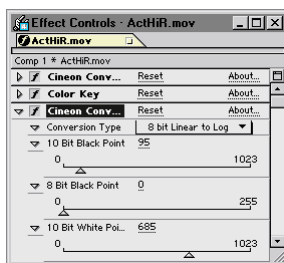 Effect Controls · ActHiR.mov
ActHiR.mov
Comp 1 * ActHiR.mov
Cineon Conv... Reset About...
Color Key Reset About...
Cineon Conv... Reset About...
Conversion Type 8 bit Linear to Log
10 Bit Black Point 95
0 1023
8 Bit Black Point 0
0 255
10 Bit White Poi... 685
0 1023